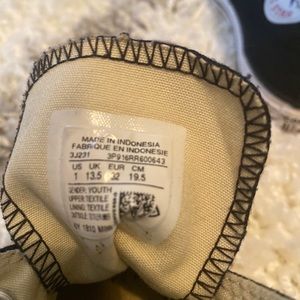 MADE IN INDONESIA
FABRIQUE EN INDONESIE
3J231 3P916RR600643
US UK EUR CM
1 13.5 32 19.5
GENDER: YOUTH
UPPER: TEXTILE
LINING: TEXTILE